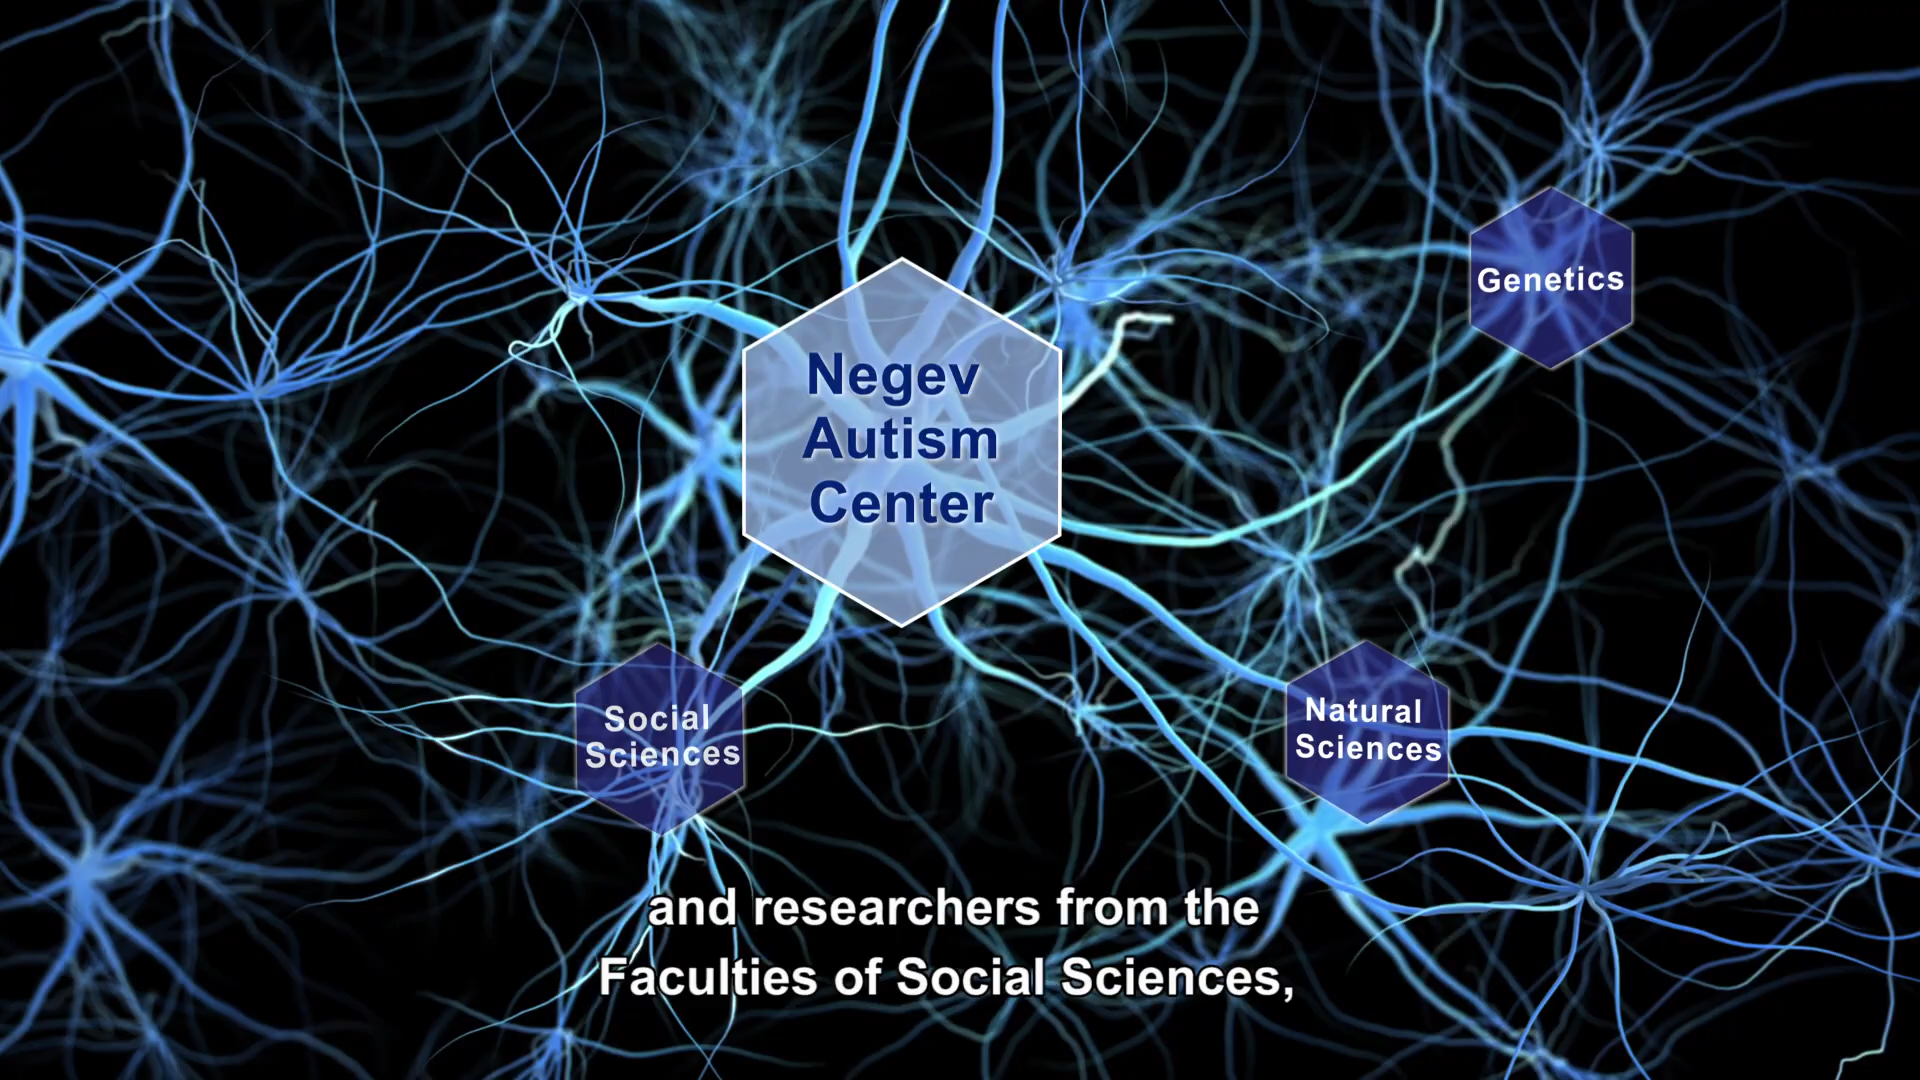 Genetics
Negev
Autism
Center
Social
Sciences
Natural
Sciences
and researchers from the
Faculties of Social Sciences,